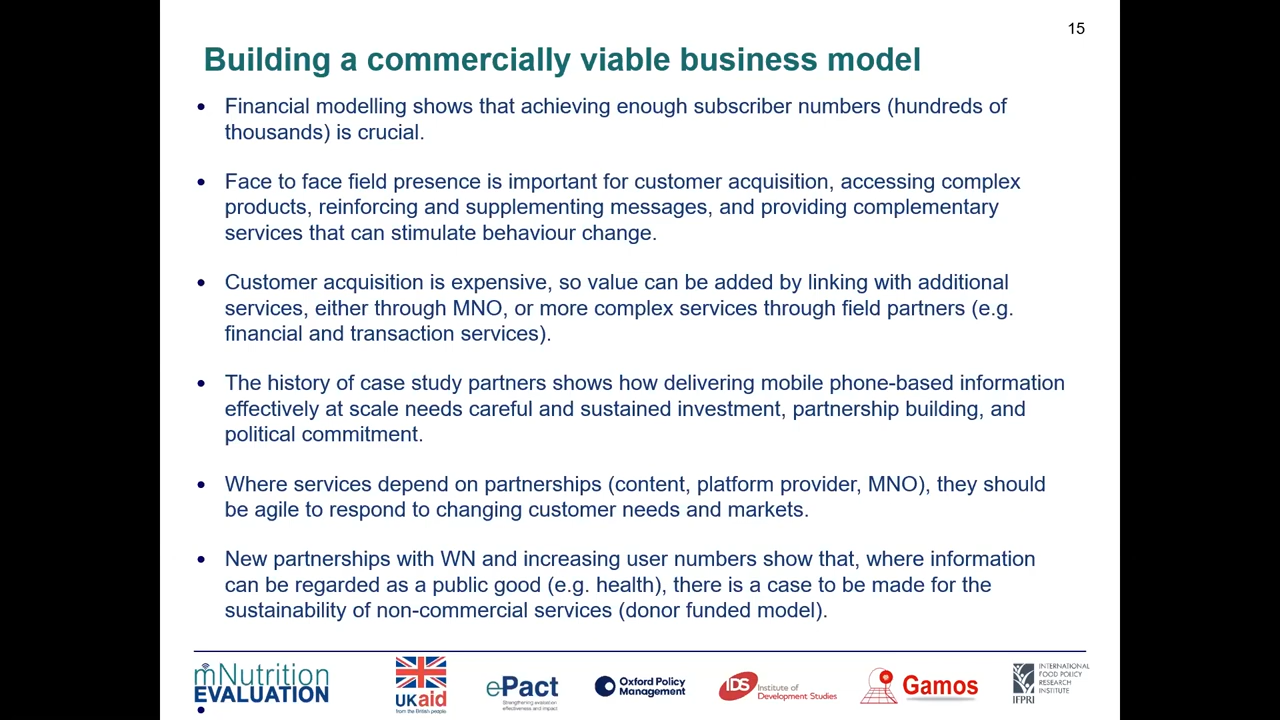 15
Building a commercially viable business model
• Financial modelling shows that achieving enough subscriber numbers (hundreds of
thousands) is crucial.
• Face to face field presence is important for customer acquisition, accessing complex
products, reinforcing and supplementing messages, and providing complementary
services that can stimulate behaviour change.
• Customer acquisition is expensive, so value can be added by linking with additional
services, either through MNO, or more complex services through field partners (e.g.
financial and transaction services).
• The history of case study partners shows how delivering mobile phone-based information
effectively at scale needs careful and sustained investment, partnership building, and
political commitment.
• Where services depend on partnerships (content, platform provider, MNO), they should
be agile to respond to changing customer needs and markets.
• New partnerships with WN and increasing user numbers show that, where information
can be regarded as a public good (e.g. health), there is a case to be made for the
sustainability of non-commercial services (donor funded model).
mNutrition
EVALUATION
UKaid
from the British people
ePact
Strengthening evaluation
effectiveness and impact
Oxford Policy
Management
IDS
Institute of
Development Studies
Gamos
IFPRI
INTERNATIONAL
FOOD POLICY
RESEARCH
INSTITUTE